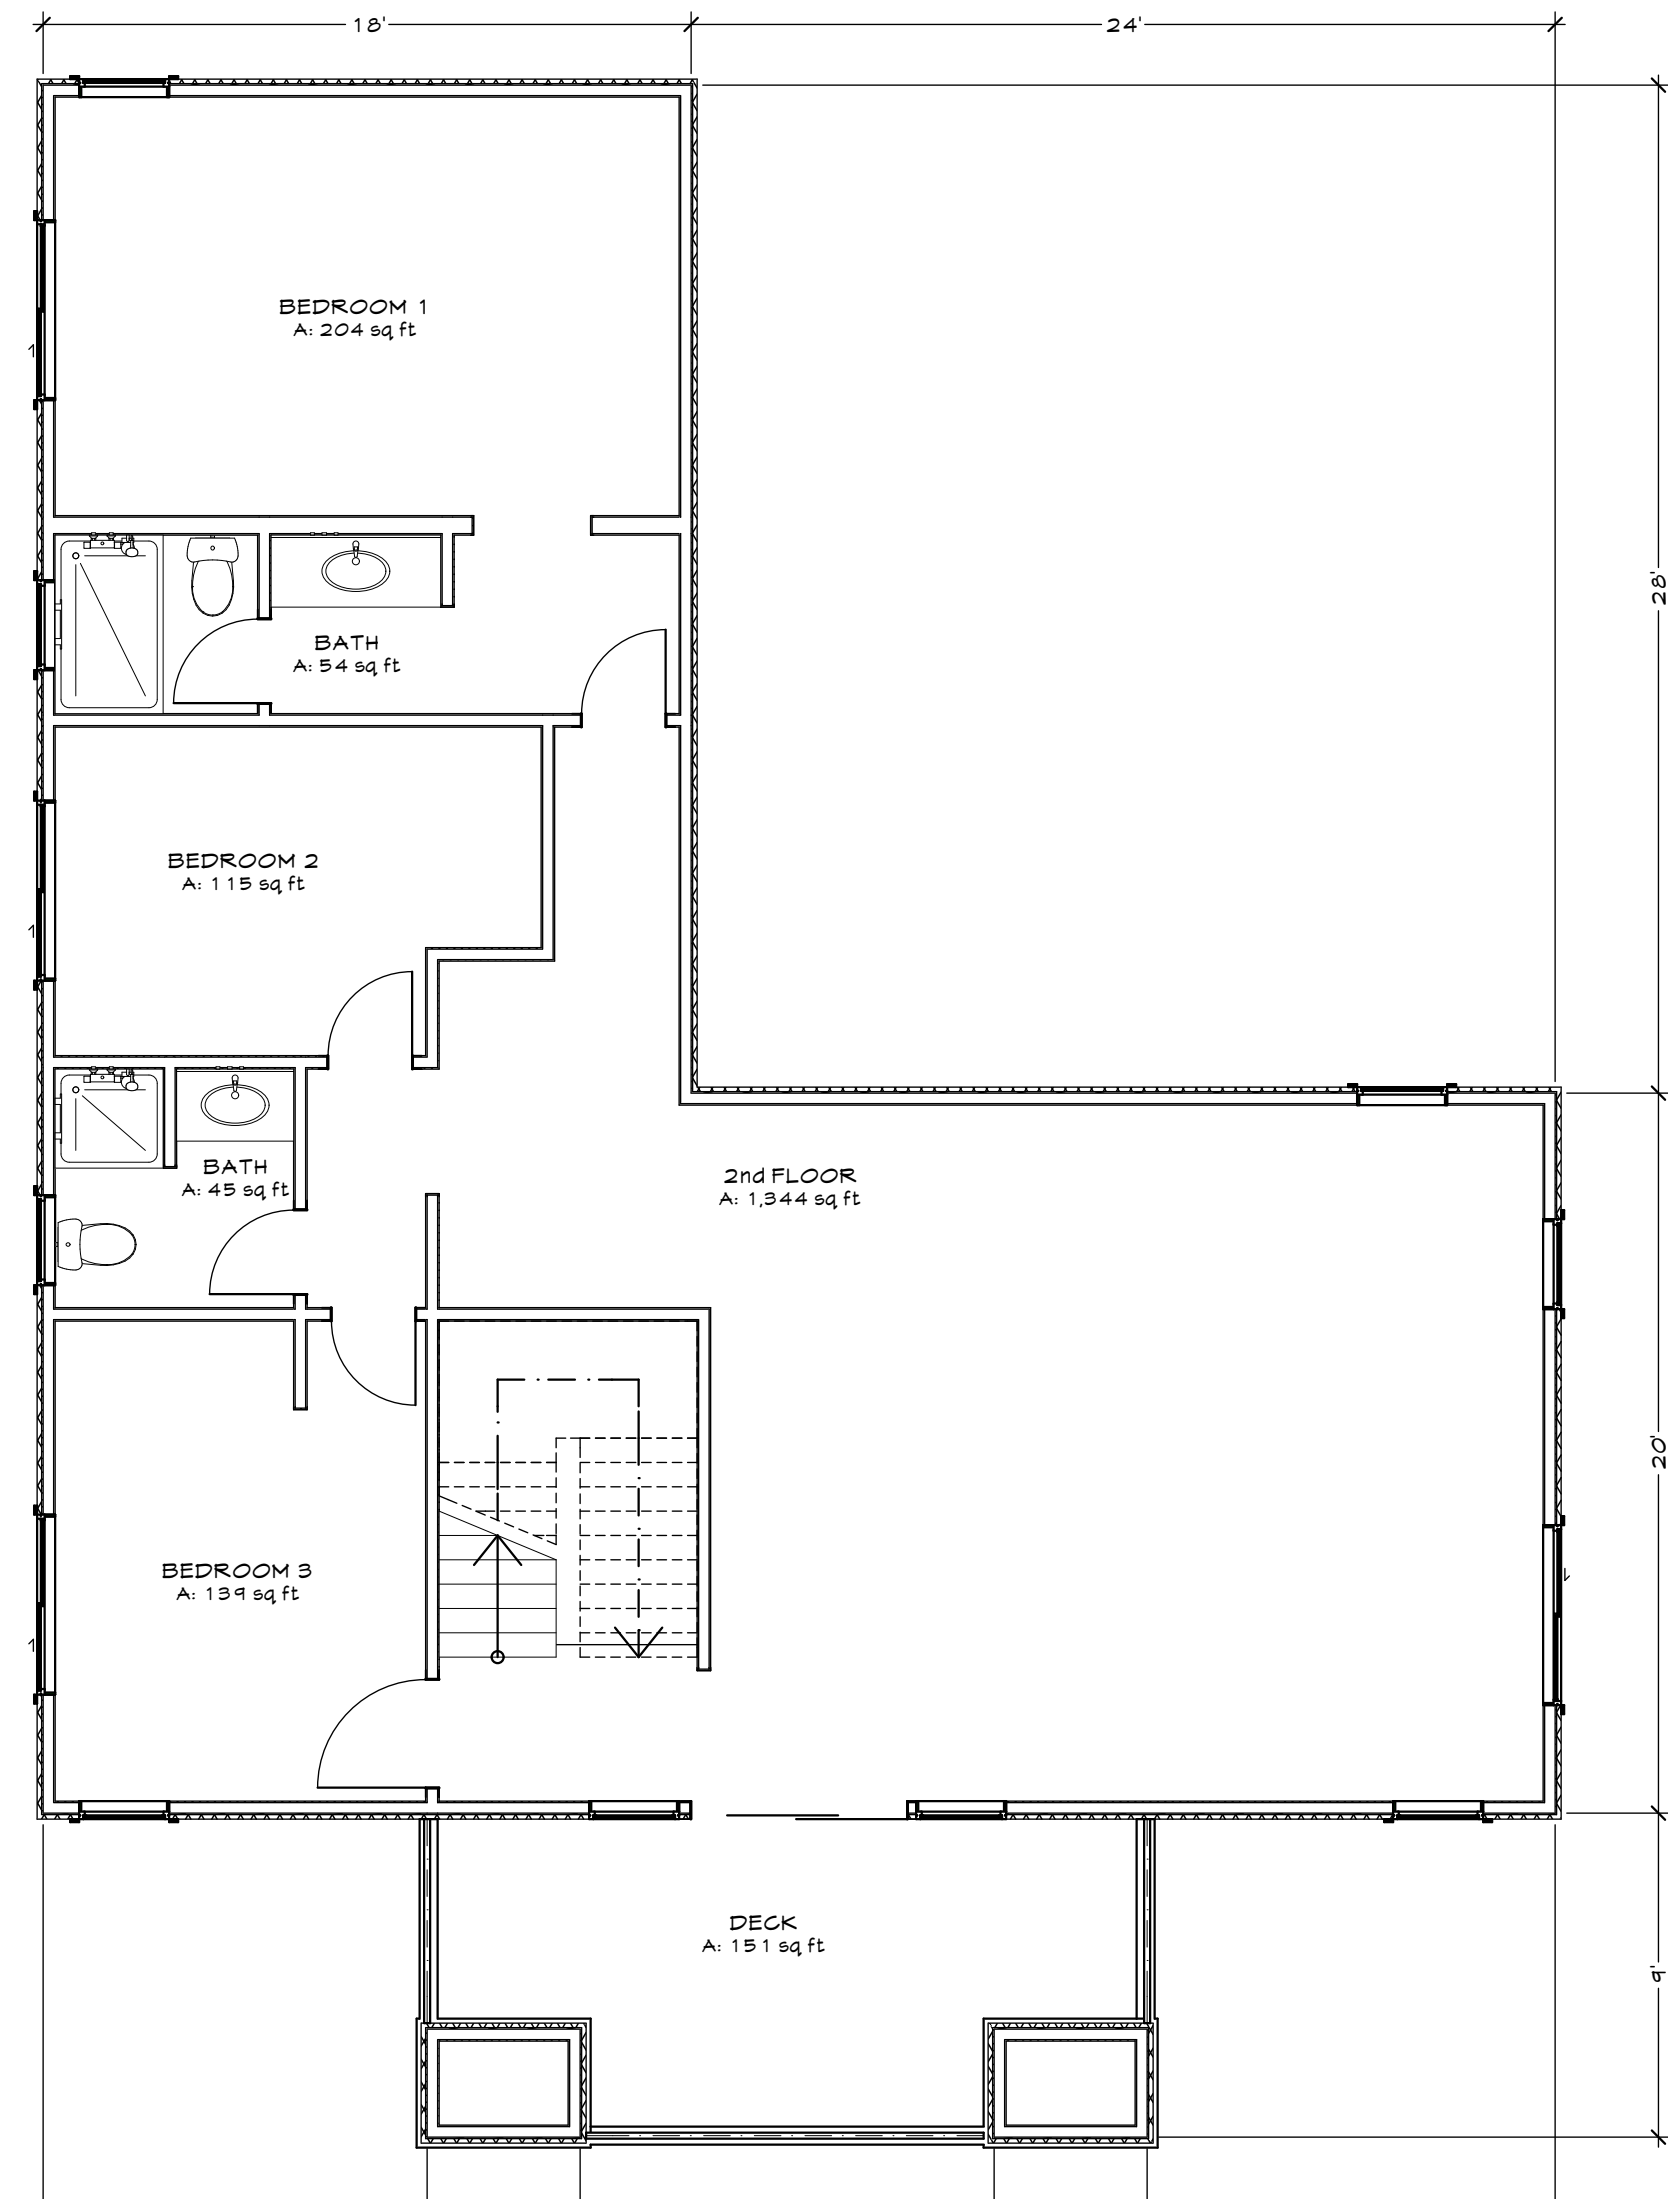 18'
24'
BEDROOM 1
A: 204 sq ft
28'
BATH
A: 54 sq ft
BEDROOM 2
A: 115 sq ft
BATH
A: 45 sq ft
2nd FLOOR
A: 1,344 sq ft
20'
BEDROOM 3
A: 139 sq ft
DECK
A: 151 sq ft
9'